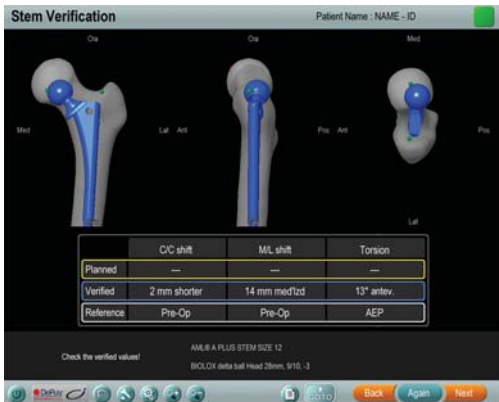 Stem Verification Patient Name : NAME - ID
Cra Cra Med
Med Lat Ant Pos Ant Pos
Lat
C/C shift M/L shift Torsion
Planned --- --- ---
Verified 2 mm shorter 14 mm med'lzd 13° antev.
Reference Pre-Op Pre-Op AEP
AML® A PLUS STEM SIZE 12
Check the verified values!
BIOLOX delta ball Head 28mm, 9/10, -3
DePuy GOTO Back Again Next